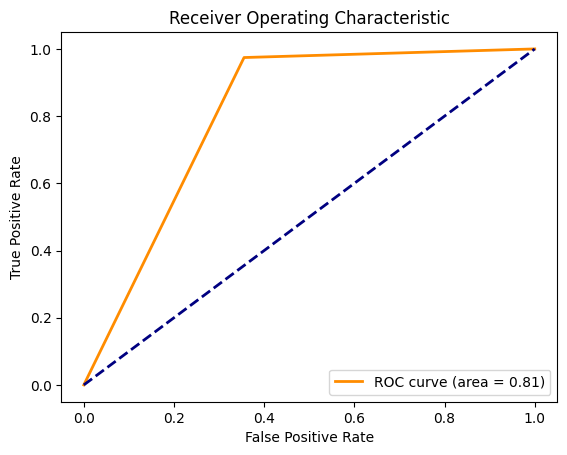 Receiver Operating Characteristic
1.0
0.8
0.6
0.4
0.2
0.0
True Positive Rate
ROC curve (area = 0.81)
0.0 0.2 0.4 0.6 0.8 1.0
False Positive Rate